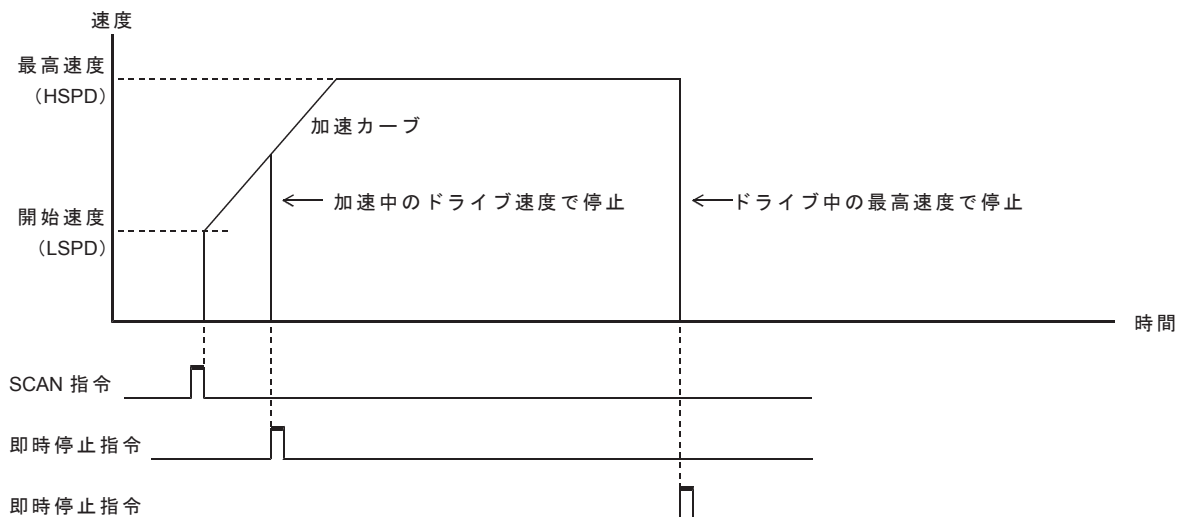 速度
最高速度
（HSPD）
加速カーブ
加速中のドライブ速度で停止
ドライブ中の最高速度で停止
開始速度
（LSPD）
時間
SCAN 指令
即時停止指令
即時停止指令